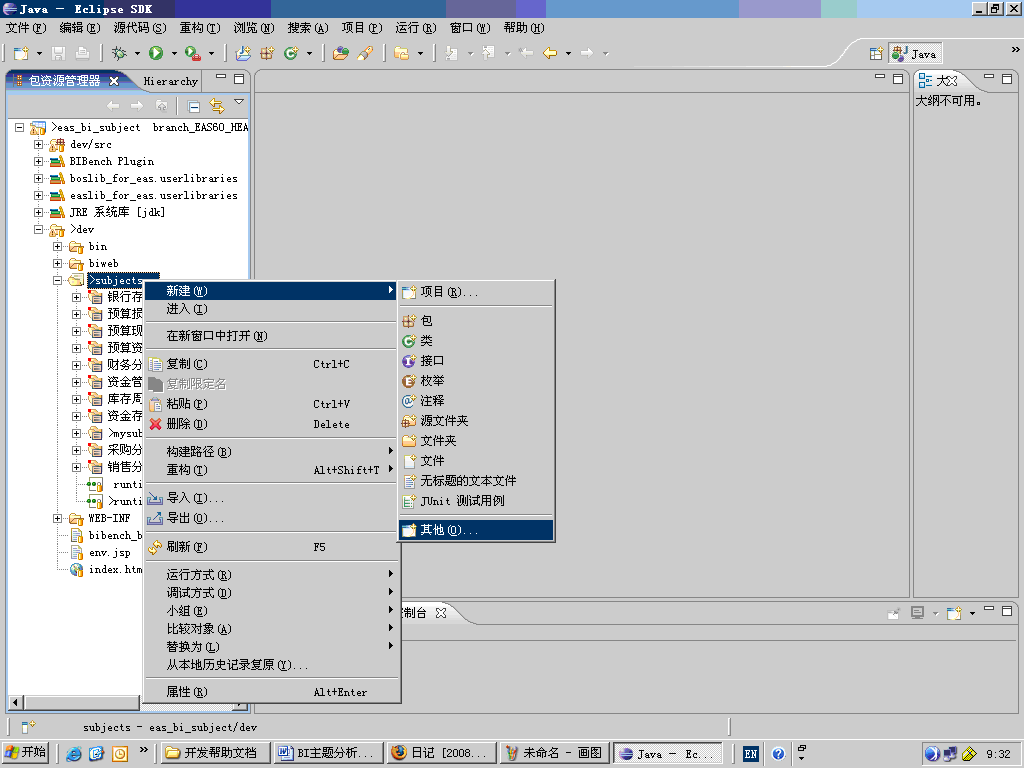 Java - Eclipse SDK
文件(F) 编辑(E) 源代码(S) 重构(T) 浏览(N) 搜索(A) 项目(P) 运行(R) 窗口(W) 帮助(H)
Java
包资源管理器 Hierarchy
大
大纲不可用。
>eas_bi_subject branch_EAS60_HEA
dev/src
BIBench Plugin
boslib_for_eas.userlibraries
easlib_for_eas.userlibraries
JRE 系统库 [jdk]
>dev
bin
biweb
>subjects
银行存
预算损
预算现
预算资
财务分
资金管
库存周
资金存
>mysub
采购分
销售分
runti
>runti
WEB-INF
bibench_b
env.jsp
index.htm
新建(W)
进入(I)
在新窗口中打开(N)
复制(C) Ctrl+C
复制限定名
粘贴(P) Ctrl+V
删除(D) Delete
构建路径(B)
重构(T) Alt+Shift+T
导入(I)...
导出(O)...
刷新(F) F5
运行方式(R)
调试方式(D)
小组(E)
比较对象(A)
替换为(L)
从本地历史记录复原(Y)...
属性(R) Alt+Enter
项目(R)...
包
类
接口
枚举
注释
源文件夹
文件夹
文件
无标题的文本文件
JUnit 测试用例
其他(O)...
制台
subjects - eas_bi_subject/dev
开始 开发帮助文档 BI主题分析... 日记 [2008... 未命名 - 画图 Java - Ec... EN 9:32